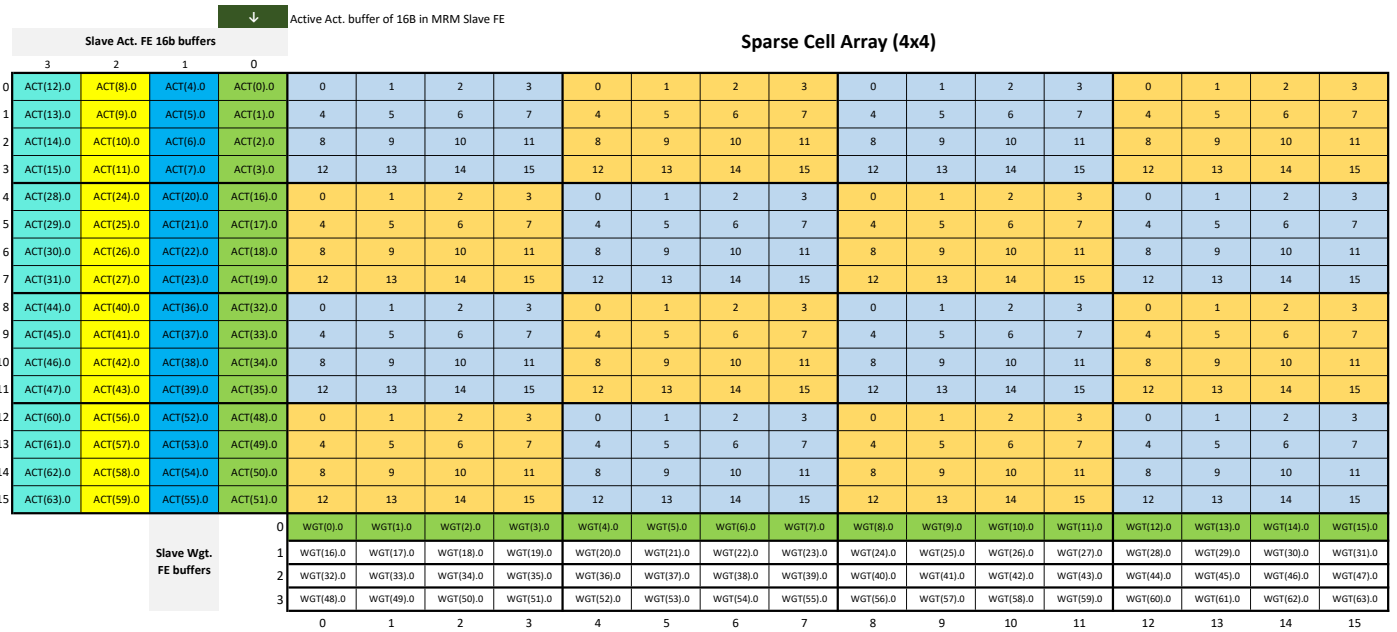 ↓ Active Act. buffer of 16B in MRM Slave FE
Slave Act. FE 16b buffers
Sparse Cell Array (4x4)
3 2 1 0
0 ACT(12).0 ACT(8).0 ACT(4).0 ACT(0).0 0 1 2 3 0 1 2 3 0 1 2 3 0 1 2 3
1 ACT(13).0 ACT(9).0 ACT(5).0 ACT(1).0 4 5 6 7 4 5 6 7 4 5 6 7 4 5 6 7
2 ACT(14).0 ACT(10).0 ACT(6).0 ACT(2).0 8 9 10 11 8 9 10 11 8 9 10 11 8 9 10 11
3 ACT(15).0 ACT(11).0 ACT(7).0 ACT(3).0 12 13 14 15 12 13 14 15 12 13 14 15 12 13 14 15
4 ACT(28).0 ACT(24).0 ACT(20).0 ACT(16).0 0 1 2 3 0 1 2 3 0 1 2 3 0 1 2 3
5 ACT(29).0 ACT(25).0 ACT(21).0 ACT(17).0 4 5 6 7 4 5 6 7 4 5 6 7 4 5 6 7
6 ACT(30).0 ACT(26).0 ACT(22).0 ACT(18).0 8 9 10 11 8 9 10 11 8 9 10 11 8 9 10 11
7 ACT(31).0 ACT(27).0 ACT(23).0 ACT(19).0 12 13 14 15 12 13 14 15 12 13 14 15 12 13 14 15
8 ACT(44).0 ACT(40).0 ACT(36).0 ACT(32).0 0 1 2 3 0 1 2 3 0 1 2 3 0 1 2 3
9 ACT(45).0 ACT(41).0 ACT(37).0 ACT(33).0 4 5 6 7 4 5 6 7 4 5 6 7 4 5 6 7
10 ACT(46).0 ACT(42).0 ACT(38).0 ACT(34).0 8 9 10 11 8 9 10 11 8 9 10 11 8 9 10 11
11 ACT(47).0 ACT(43).0 ACT(39).0 ACT(35).0 12 13 14 15 12 13 14 15 12 13 14 15 12 13 14 15
12 ACT(60).0 ACT(56).0 ACT(52).0 ACT(48).0 0 1 2 3 0 1 2 3 0 1 2 3 0 1 2 3
13 ACT(61).0 ACT(57).0 ACT(53).0 ACT(49).0 4 5 6 7 4 5 6 7 4 5 6 7 4 5 6 7
14 ACT(62).0 ACT(58).0 ACT(54).0 ACT(50).0 8 9 10 11 8 9 10 11 8 9 10 11 8 9 10 11
15 ACT(63).0 ACT(59).0 ACT(55).0 ACT(51).0 12 13 14 15 12 13 14 15 12 13 14 15 12 13 14 15
Slave Wgt.
FE buffers
0 WGT(0).0 WGT(1).0 WGT(2).0 WGT(3).0 WGT(4).0 WGT(5).0 WGT(6).0 WGT(7).0 WGT(8).0 WGT(9).0 WGT(10).0 WGT(11).0 WGT(12).0 WGT(13).0 WGT(14).0 WGT(15).0
1 WGT(16).0 WGT(17).0 WGT(18).0 WGT(19).0 WGT(20).0 WGT(21).0 WGT(22).0 WGT(23).0 WGT(24).0 WGT(25).0 WGT(26).0 WGT(27).0 WGT(28).0 WGT(29).0 WGT(30).0 WGT(31).0
2 WGT(32).0 WGT(33).0 WGT(34).0 WGT(35).0 WGT(36).0 WGT(37).0 WGT(38).0 WGT(39).0 WGT(40).0 WGT(41).0 WGT(42).0 WGT(43).0 WGT(44).0 WGT(45).0 WGT(46).0 WGT(47).0
3 WGT(48).0 WGT(49).0 WGT(50).0 WGT(51).0 WGT(52).0 WGT(53).0 WGT(54).0 WGT(55).0 WGT(56).0 WGT(57).0 WGT(58).0 WGT(59).0 WGT(60).0 WGT(61).0 WGT(62).0 WGT(63).0
0 1 2 3 4 5 6 7 8 9 10 11 12 13 14 15